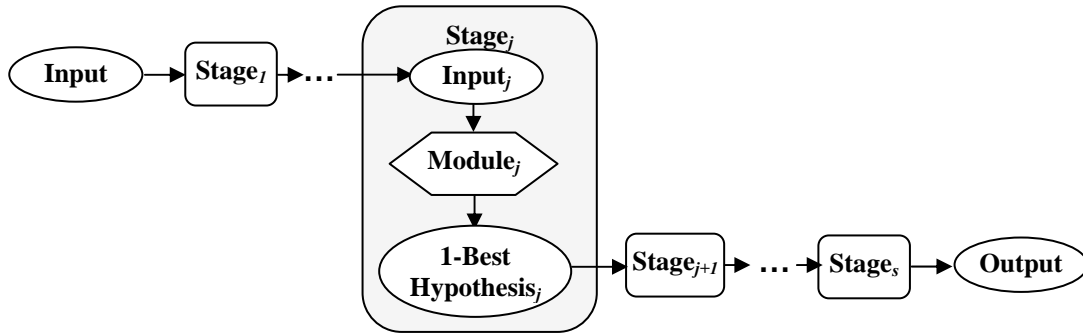 Input
Stage1
...
Stagej
Inputj
Modulej
1-Best
Hypothesisj
Stagej+1
...
Stages
Output